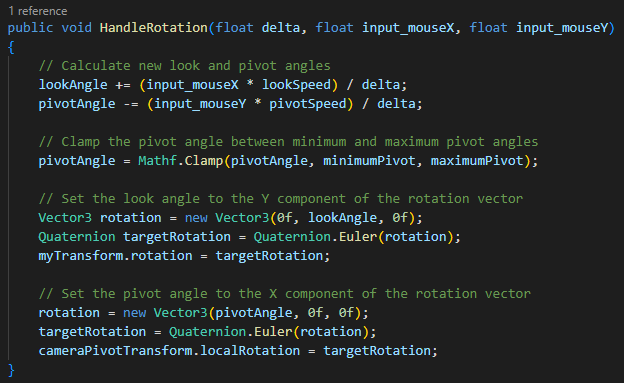 1 reference
public void HandleRotation(float delta, float input_mouseX, float input_mouseY)
{
// Calculate new look and pivot angles
lookAngle += (input_mouseX * lookSpeed) / delta;
pivotAngle -= (input_mouseY * pivotSpeed) / delta;
// Clamp the pivot angle between minimum and maximum pivot angles
pivotAngle = Mathf.Clamp(pivotAngle, minimumPivot, maximumPivot);
// Set the look angle to the Y component of the rotation vector
Vector3 rotation = new Vector3(0f, lookAngle, 0f);
Quaternion targetRotation = Quaternion.Euler(rotation);
myTransform.rotation = targetRotation;
// Set the pivot angle to the X component of the rotation vector
rotation = new Vector3(pivotAngle, 0f, 0f);
targetRotation = Quaternion.Euler(rotation);
cameraPivotTransform.localRotation = targetRotation;
}